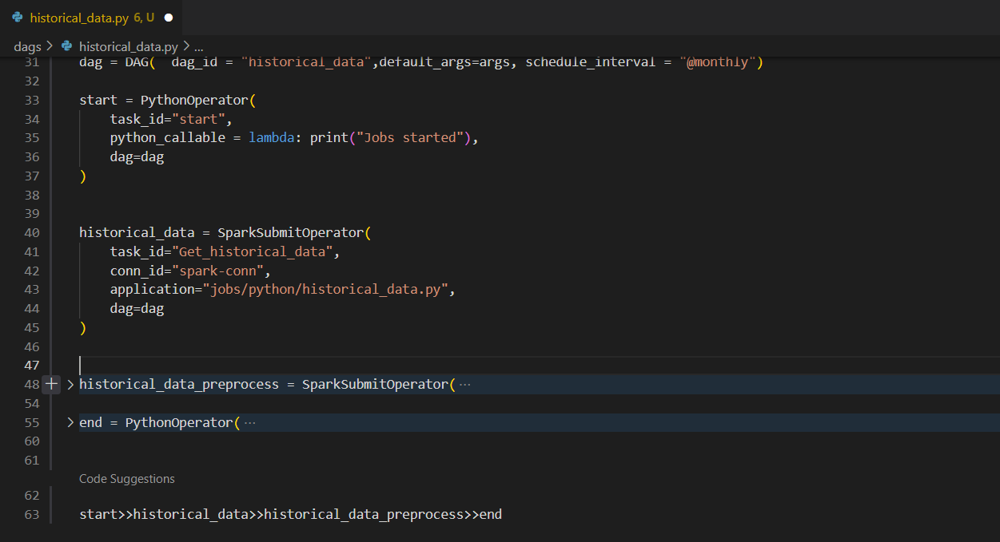 historical_data.py 6, U
dags > historical_data.py > ...
31 dag = DAG(  dag_id = "historical_data",default_args=args, schedule_interval = "@monthly")
32
33 start = PythonOperator(
34     task_id="start",
35     python_callable = lambda: print("Jobs started"),
36     dag=dag
37 )
38
39
40 historical_data = SparkSubmitOperator(
41     task_id="Get_historical_data",
42     conn_id="spark-conn",
43     application="jobs/python/historical_data.py",
44     dag=dag
45 )
46
47
48 + > historical_data_preprocess = SparkSubmitOperator( ...
54
55 > end = PythonOperator( ...
60
61
Code Suggestions
62
63 start>>historical_data>>historical_data_preprocess>>end